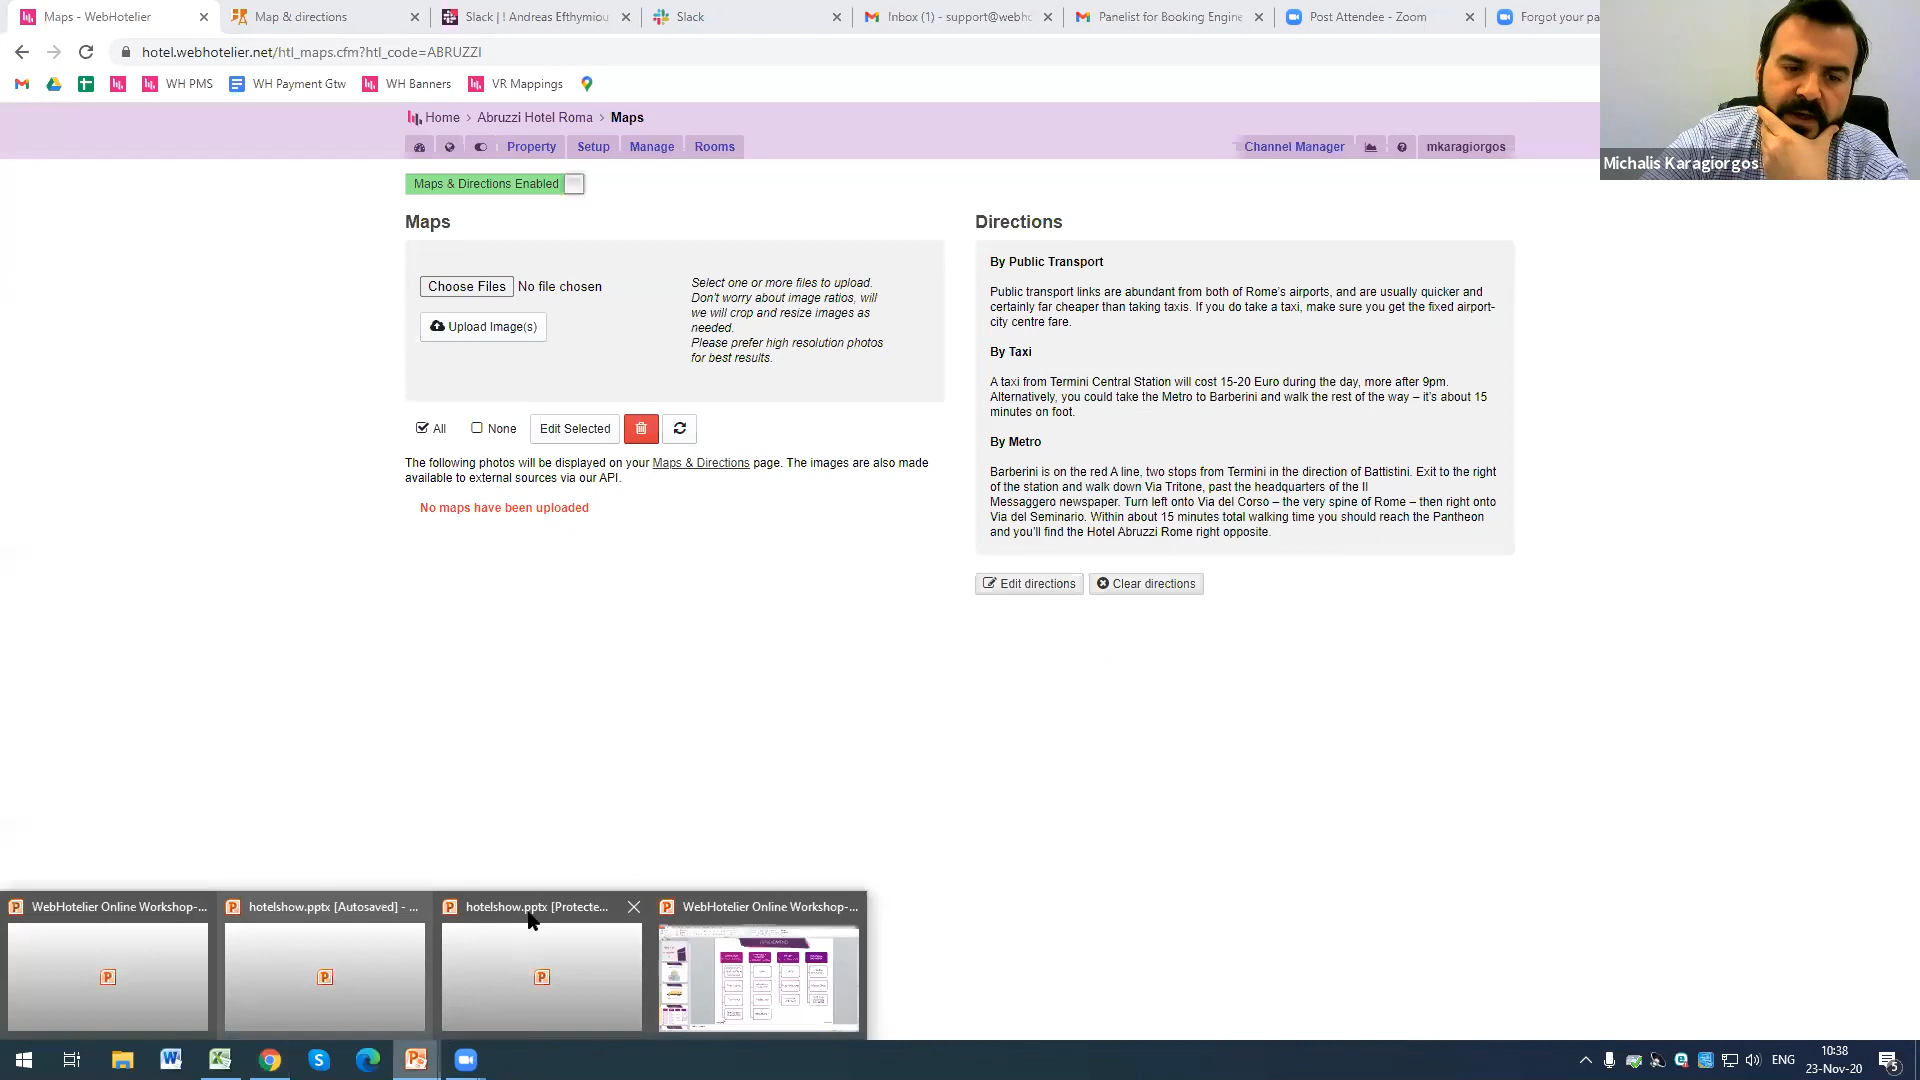 Maps - WebHotelier
Map & directions
Slack | ! Andreas Efthymiou
Slack
Inbox (1) - support@webho
Panelist for Booking Engine
Post Attendee - Zoom
Forgot your pa
hotel.webhotelier.net/htl_maps.cfm?htl_code=ABRUZZI
WH PMS
WH Payment Gtw
WH Banners
VR Mappings
Home > Abruzzi Hotel Roma > Maps
Property
Setup
Manage
Rooms
Channel Manager
mkaragiorgos
Michalis Karagiorgos
Maps & Directions Enabled
Maps
Choose Files No file chosen
Upload Image(s)
Select one or more files to upload.
Don't worry about image ratios, will
we will crop and resize images as
needed.
Please prefer high resolution photos
for best results.
All
None
Edit Selected
The following photos will be displayed on your Maps & Directions page. The images are also made
available to external sources via our API.
No maps have been uploaded
Directions
By Public Transport
Public transport links are abundant from both of Rome's airports, and are usually quicker and
certainly far cheaper than taking taxis. If you do take a taxi, make sure you get the fixed airport-
city centre fare.
By Taxi
A taxi from Termini Central Station will cost 15-20 Euro during the day, more after 9pm.
Alternatively, you could take the Metro to Barberini and walk the rest of the way – it's about 15
minutes on foot.
By Metro
Barberini is on the red A line, two stops from Termini in the direction of Battistini. Exit to the right
of the station and walk down Via Tritone, past the headquarters of the Il
Messaggero newspaper. Turn left onto Via del Corso – the very spine of Rome – then right onto
Via del Seminario. Within about 15 minutes total walking time you should reach the Pantheon
and you'll find the Hotel Abruzzi Rome right opposite.
Edit directions
Clear directions
WebHotelier Online Workshop-...
hotelshow.pptx [Autosaved] - ...
hotelshow.pptx [Protecte...
WebHotelier Online Workshop-...
ENG
10:38
23-Nov-20
5